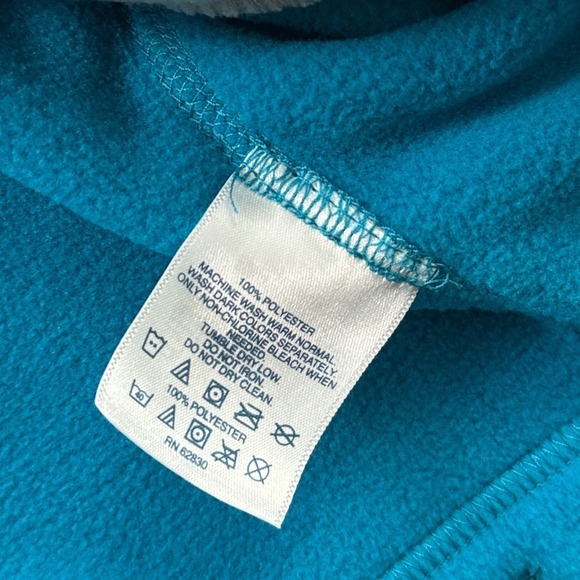 100% POLYESTER
MACHINE WASH WARM NORMAL.
WASH DARK COLORS SEPARATELY.
ONLY NON-CHLORINE BLEACH WHEN
NEEDED.
TUMBLE DRY LOW.
DO NOT IRON.
DO NOT DRY CLEAN.
100% POLYESTER
40
RN 62830